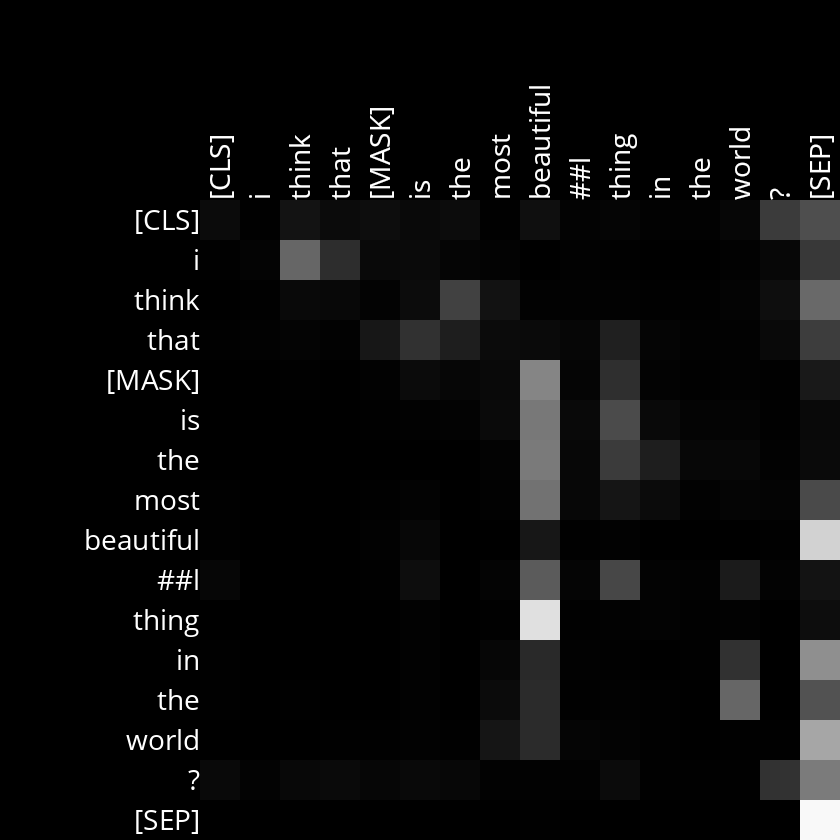 [CLS] i think that [MASK] is the most beautiful ##l thing in the world ? [SEP]
[CLS]
i
think
that
[MASK]
is
the
most
beautiful
##l
thing
in
the
world
?
[SEP]